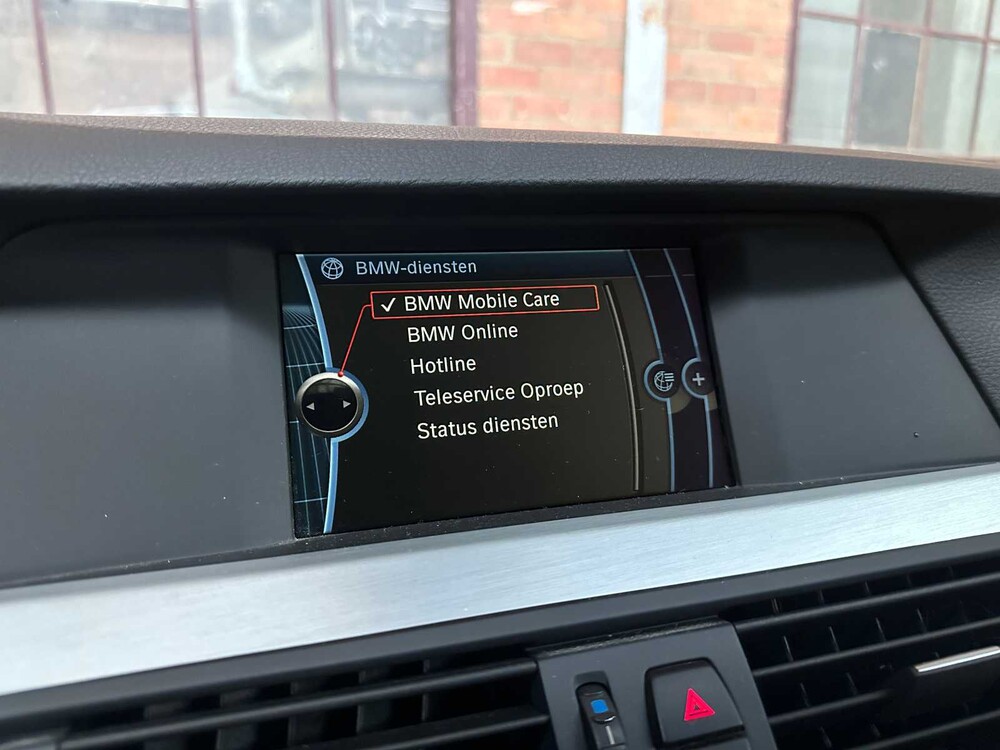 BMW-diensten
BMW Mobile Care
BMW Online
Hotline
Teleservice Oproep
Status diensten